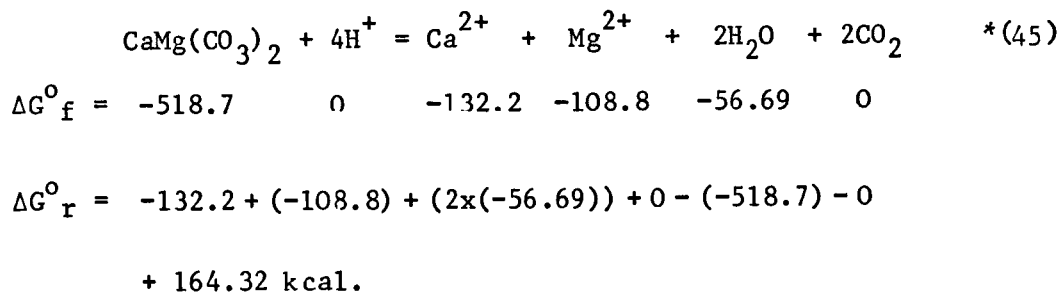 CaMg(CO₃)₂ + 4H⁺ = Ca²⁺ + Mg²⁺ + 2H₂O + 2CO₂ *(45)
ΔG°f = -518.7 0 -132.2 -108.8 -56.69 0
ΔG°r = -132.2 + (-108.8) + (2x(-56.69)) + 0 - (-518.7) - 0
+ 164.32 kcal.